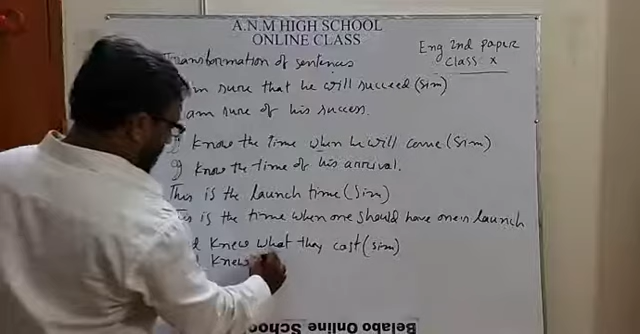 A.N.M HIGH SCHOOL
ONLINE CLASS
Eng 2nd paper
Class: X
Transformation of sentences
am sure that he will succeed (sim)
am sure of his success.
I know the time when he will come (sim)
I know the time of his arrival.
This is the launch time (sim)
This is the time when one should have one's launch
knew what they cost (sim)
knew
Belabo Online School